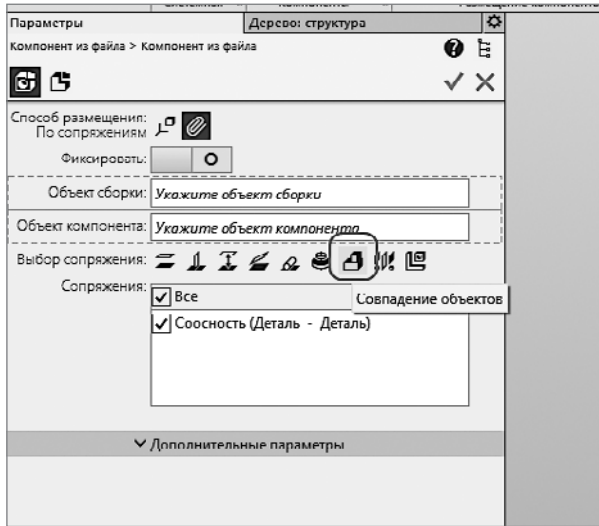 Параметры
Дерево: структура
Компонент из файла > Компонент из файла
Способ размещения:
По сопряжениям
Фиксировать:
Объект сборки: Укажите объект сборки
Объект компонента: Укажите объект компонента
Выбор сопряжения:
Совпадение объектов
Сопряжения:
Все
Соосность (Деталь - Деталь)
Дополнительные параметры